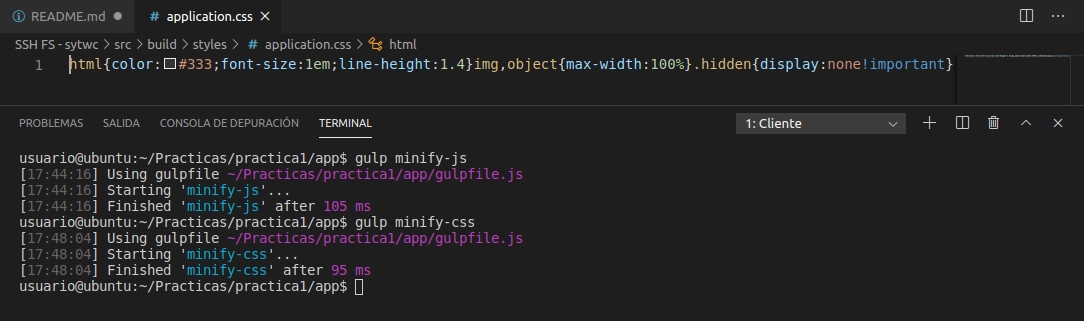 README.md
# application.css
SSH FS - sytwc > src > build > styles > # application.css > html
1 html{color:#333;font-size:1em;line-height:1.4}img,object{max-width:100%}.hidden{display:none!important}
PROBLEMAS SALIDA CONSOLA DE DEPURACIÓN TERMINAL 1: Cliente
usuario@ubuntu:~/Practicas/practica1/app$ gulp minify-js
[17:44:16] Using gulpfile ~/Practicas/practica1/app/gulpfile.js
[17:44:16] Starting 'minify-js'...
[17:44:16] Finished 'minify-js' after 105 ms
usuario@ubuntu:~/Practicas/practica1/app$ gulp minify-css
[17:48:04] Using gulpfile ~/Practicas/practica1/app/gulpfile.js
[17:48:04] Starting 'minify-css'...
[17:48:04] Finished 'minify-css' after 95 ms
usuario@ubuntu:~/Practicas/practica1/app$